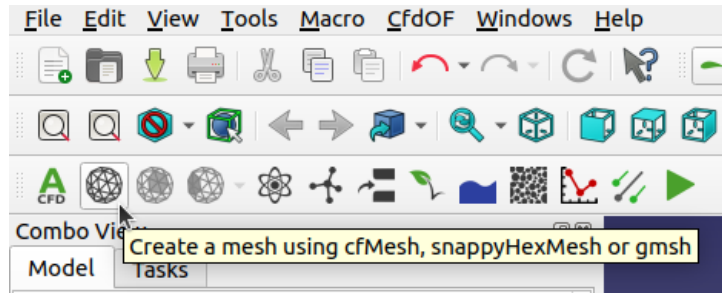 File Edit View Tools Macro CfdOF Windows Help
A
CFD
Combo Vie
Create a mesh using cfMesh, snappyHexMesh or gmsh
Model Tasks